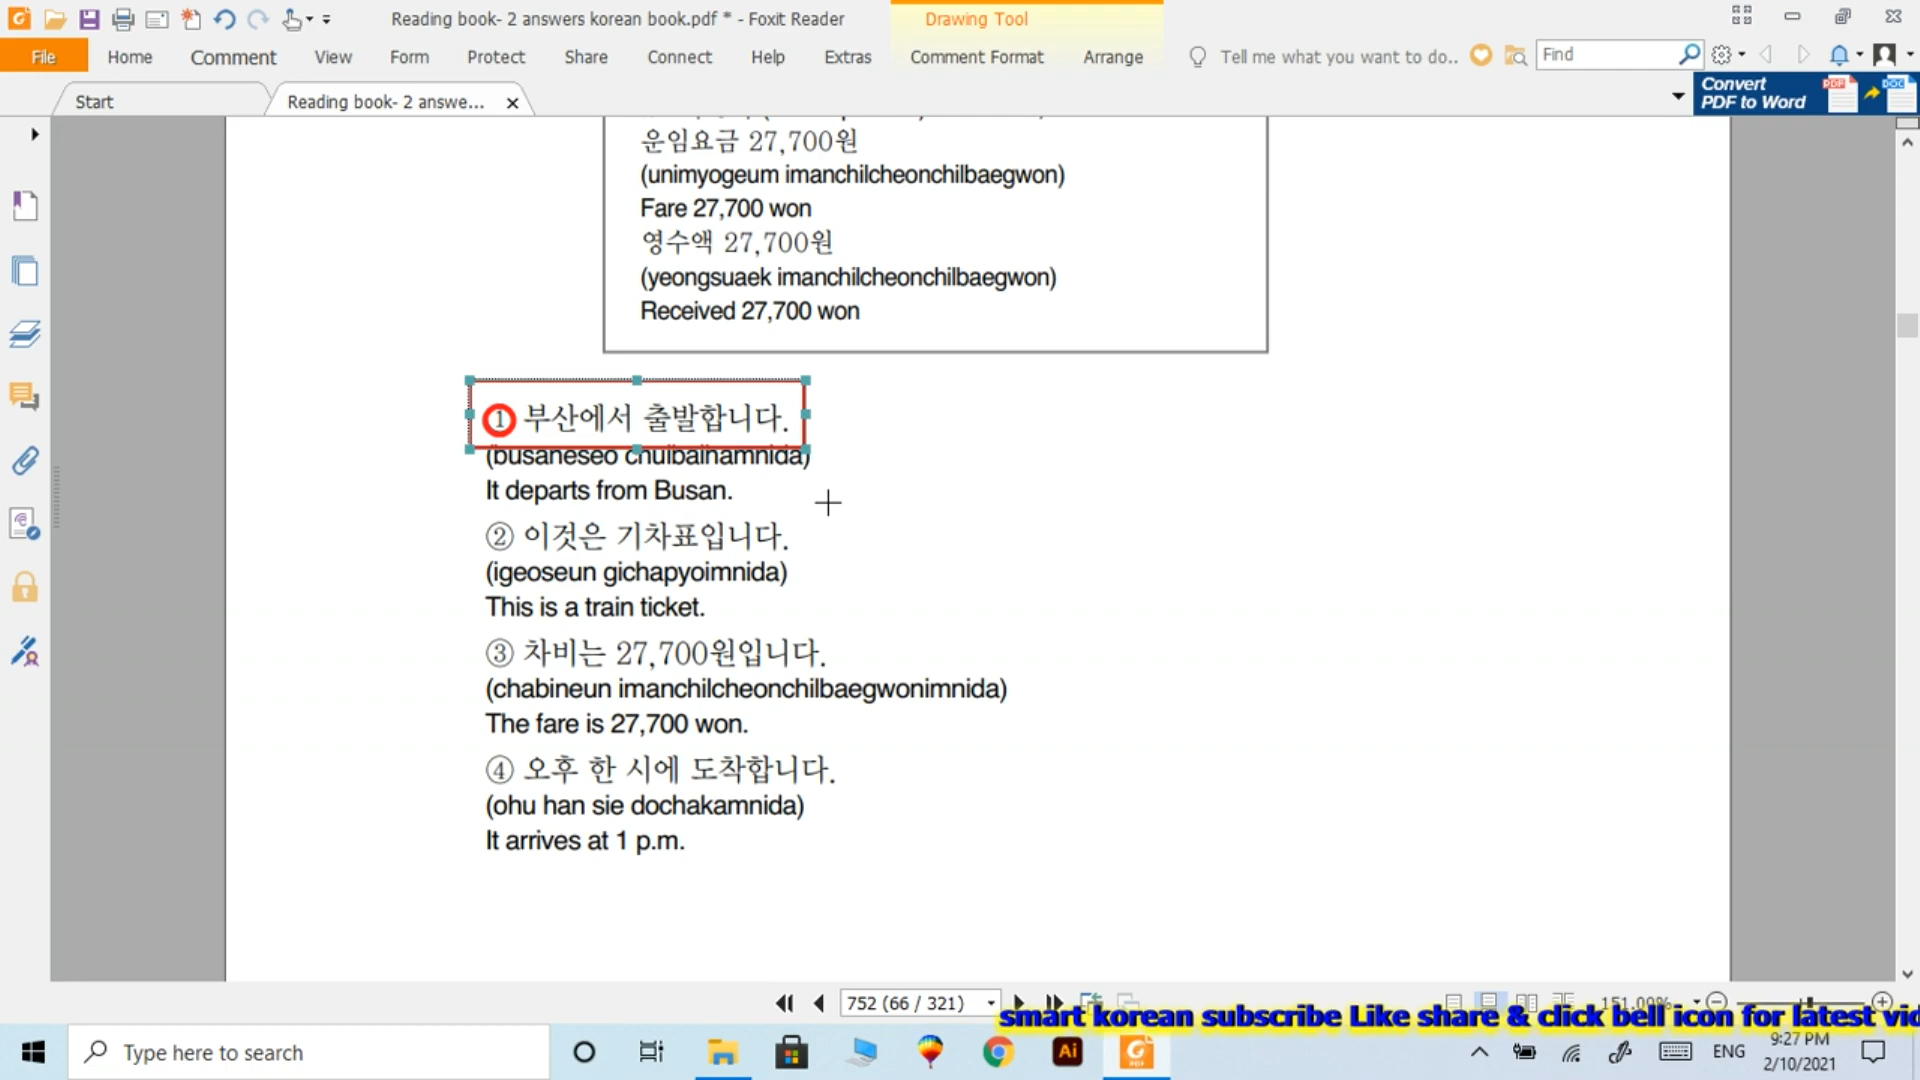 Reading book- 2 answers korean book.pdf * - Foxit Reader
Drawing Tool
File
Home
Comment
View
Form
Protect
Share
Connect
Help
Extras
Comment Format
Arrange
Tell me what you want to do..
Find
Start
Reading book- 2 answe...
Convert
PDF to Word
PDF
DOC
운임요금 27,700원
(unimyogeum imanchilcheonchilbaegwon)
Fare 27,700 won
영수액 27,700원
(yeongsuaek imanchilcheonchilbaegwon)
Received 27,700 won
① 부산에서 출발합니다.
(busaneseo chulbalhamnida)
It departs from Busan.
② 이것은 기차표입니다.
(igeoseun gichapyoimnida)
This is a train ticket.
③ 차비는 27,700원입니다.
(chabineun imanchilcheonchilbaegwonimnida)
The fare is 27,700 won.
④ 오후 한 시에 도착합니다.
(ohu han sie dochakamnida)
It arrives at 1 p.m.
752 (66 / 321)
151.09%
smart korean subscribe Like share & click bell icon for latest vid
Type here to search
Ai
ENG
9:27 PM
2/10/2021